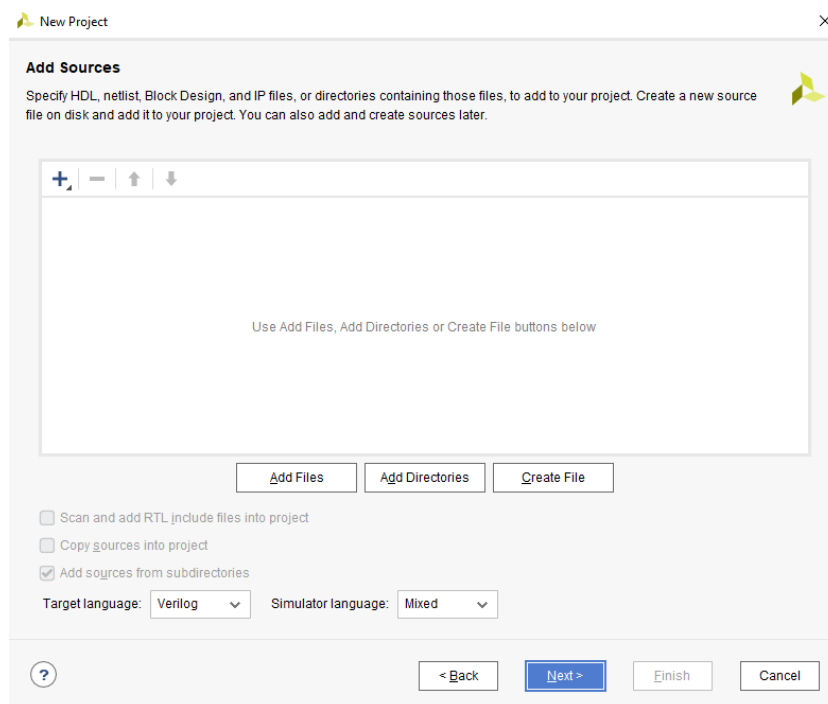 New Project
Add Sources
Specify HDL, netlist, Block Design, and IP files, or directories containing those files, to add to your project. Create a new source
file on disk and add it to your project. You can also add and create sources later.
Use Add Files, Add Directories or Create File buttons below
Add Files Add Directories Create File
Scan and add RTL include files into project
Copy sources into project
Add sources from subdirectories
Target language: Verilog Simulator language: Mixed
? < Back Next > Finish Cancel